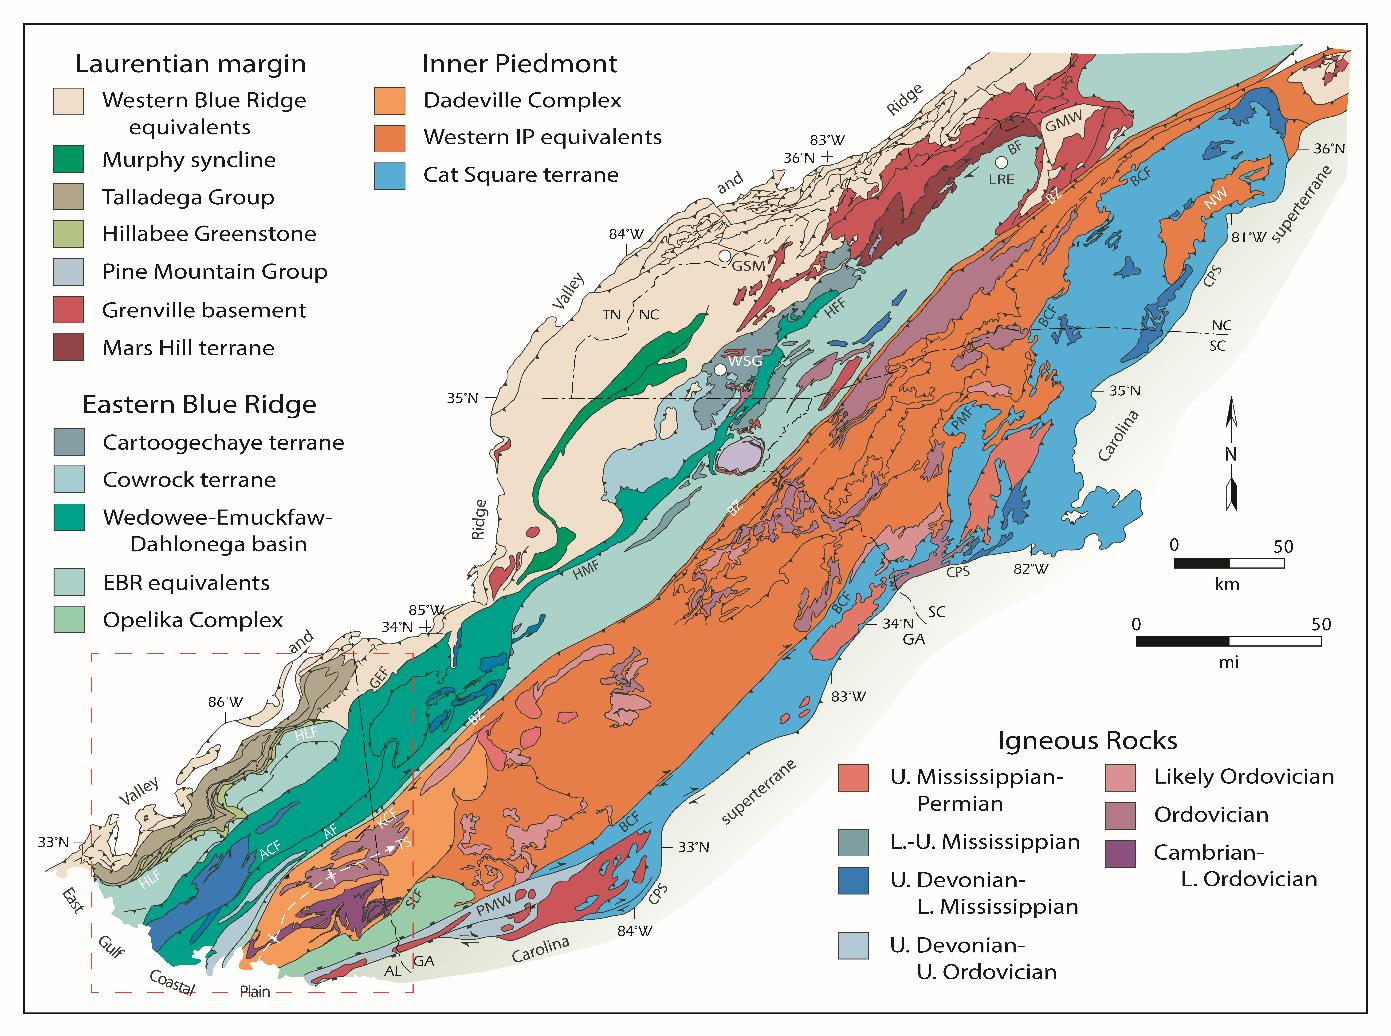 Laurentian margin
Western Blue Ridge
equivalents
Murphy syncline
Talladega Group
Hillabee Greenstone
Pine Mountain Group
Grenville basement
Mars Hill terrane
Eastern Blue Ridge
Cartoogechaye terrane
Cowrock terrane
Wedowee-Emuckfaw-
Dahlonega basin
EBR equivalents
Opelika Complex
Inner Piedmont
Dadeville Complex
Western IP equivalents
Cat Square terrane
Ridge
and
Valley
Ridge
and
Valley
83°W
36°N
84°W
GSM
TN
NC
WSG
HFF
35°N
GMW
BF
LRE
BZ
BCF
NW
36°N
81°W
superterrane
CPS
BCF
NC
SC
35°N
Carolina
PMF
BZ
HMF
CPS
82°W
BCF
SC
34°N
GA
85°W
34°N
86°W
GEF
HLF
BZ
83°W
superterrane
33°N
HLF
ACF
AF
KCF
TS
SCF
BCF
33°N
PMW
CPS
84°W
Carolina
AL
GA
East
Gulf
Coastal
Plain
N
0 50
km
0 50
mi
Igneous Rocks
U. Mississippian-
Permian
L.-U. Mississippian
U. Devonian-
L. Mississippian
U. Devonian-
U. Ordovician
Likely Ordovician
Ordovician
Cambrian-
L. Ordovician